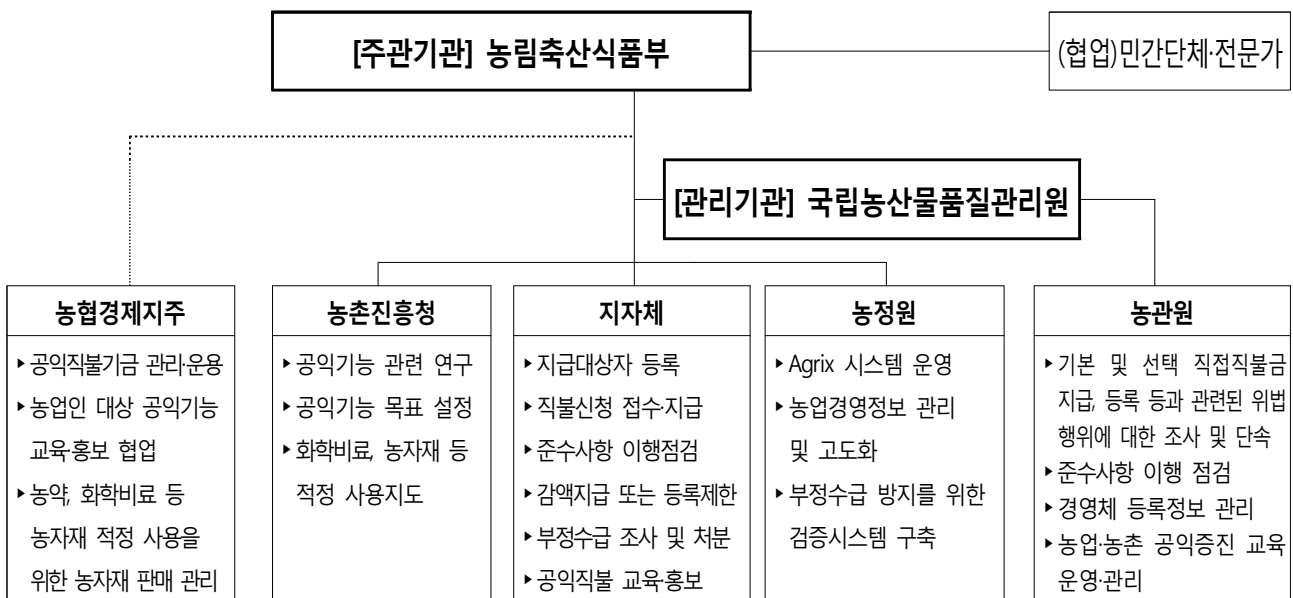 [주관기관] 농림축산식품부
(협업)민간단체·전문가
[관리기관] 국립농산물품질관리원
농협경제지주
▸공익직불기금 관리·운용
▸농업인 대상 공익기능
교육·홍보 협업
▸농약, 화학비료 등
농자재 적정 사용을
위한 농자재 판매 관리
농촌진흥청
▸공익기능 관련 연구
▸공익기능 목표 설정
▸화학비료, 농자재 등
적정 사용지도
지자체
▸지급대상자 등록
▸직불신청 접수·지급
▸준수사항 이행점검
▸감액지급 또는 등록제한
▸부정수급 조사 및 처분
▸공익직불 교육·홍보
농정원
▸Agrix 시스템 운영
▸농업경영정보 관리
및 고도화
▸부정수급 방지를 위한
검증시스템 구축
농관원
▸기본 및 선택 직접직불금
지급, 등록 등과 관련된 위법
행위에 대한 조사 및 단속
▸준수사항 이행 점검
▸경영체 등록정보 관리
▸농업·농촌 공익증진 교육
운영·관리